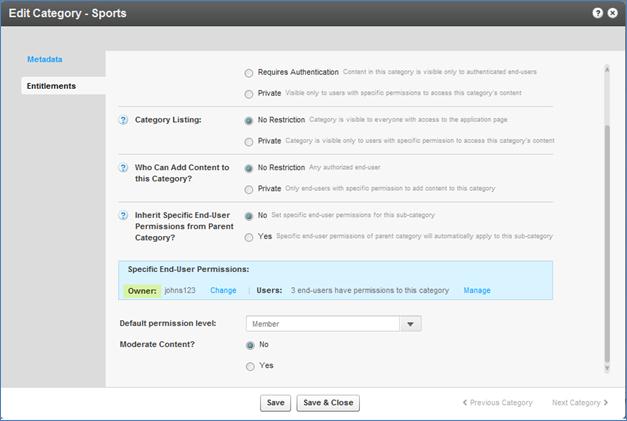 Edit Category - Sports
Metadata
Entitlements
Requires Authentication Content in this category is visible only to authenticated end-users
Private Visible only to users with specific permissions to access this category's content
Category Listing: No Restriction Category is visible to everyone with access to the application page
Private Category is visible only to users with specific permission to access this category's content
Who Can Add Content to this Category? No Restriction Any authorized end-user
Private Only end-users with specific permission to add content to this category
Inherit Specific End-User Permissions from Parent Category? No Set specific end-user permissions for this sub-category
Yes Specific end-user permissions of parent category will automatically apply to this sub-category
Specific End-User Permissions:
Owner: johns123 Change | Users: 3 end-users have permissions to this category Manage
Default permission level: Member
Moderate Content? No
Yes
Save Save & Close Previous Category Next Category